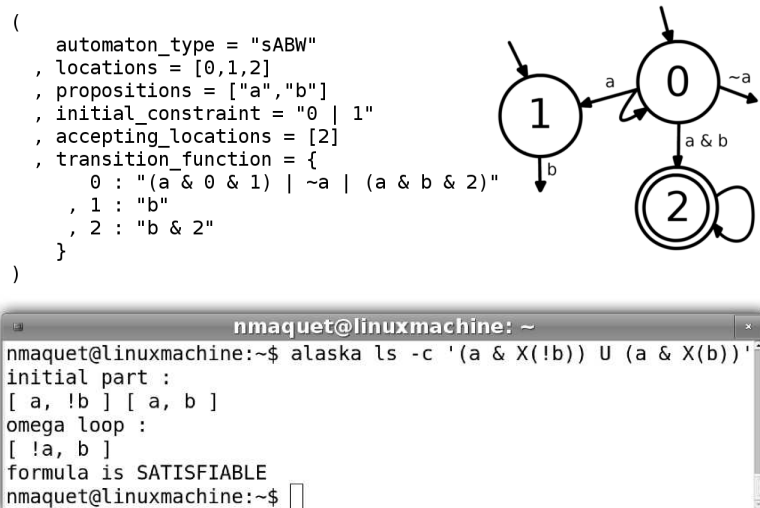 (
automaton_type = "sABW"
, locations = [0,1,2]
, propositions = ["a","b"]
, initial_constraint = "0 | 1"
, accepting_locations = [2]
, transition_function = {
0 : "(a & 0 & 1) | ~a | (a & b & 2)"
, 1 : "b"
, 2 : "b & 2"
}
)
0
a
~a
1
a & b
b
2
nmaquet@linuxmachine: ~
nmaquet@linuxmachine:~$ alaska ls -c '(a & X(!b)) U (a & X(b))'
initial part :
[ a, !b ] [ a, b ]
omega loop :
[ !a, b ]
formula is SATISFIABLE
nmaquet@linuxmachine:~$